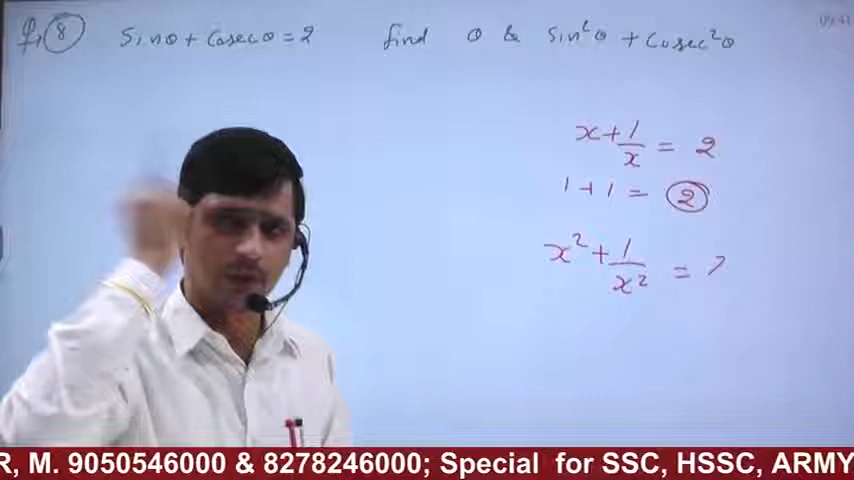 Q.8 Sinθ + Cosecθ = 2 find θ & Sin²θ + Cosec²θ
x + 1/x = 2
1 + 1 = 2
x² + 1/x² = ?
R, M. 9050546000 & 8278246000; Special for SSC, HSSC, ARMY